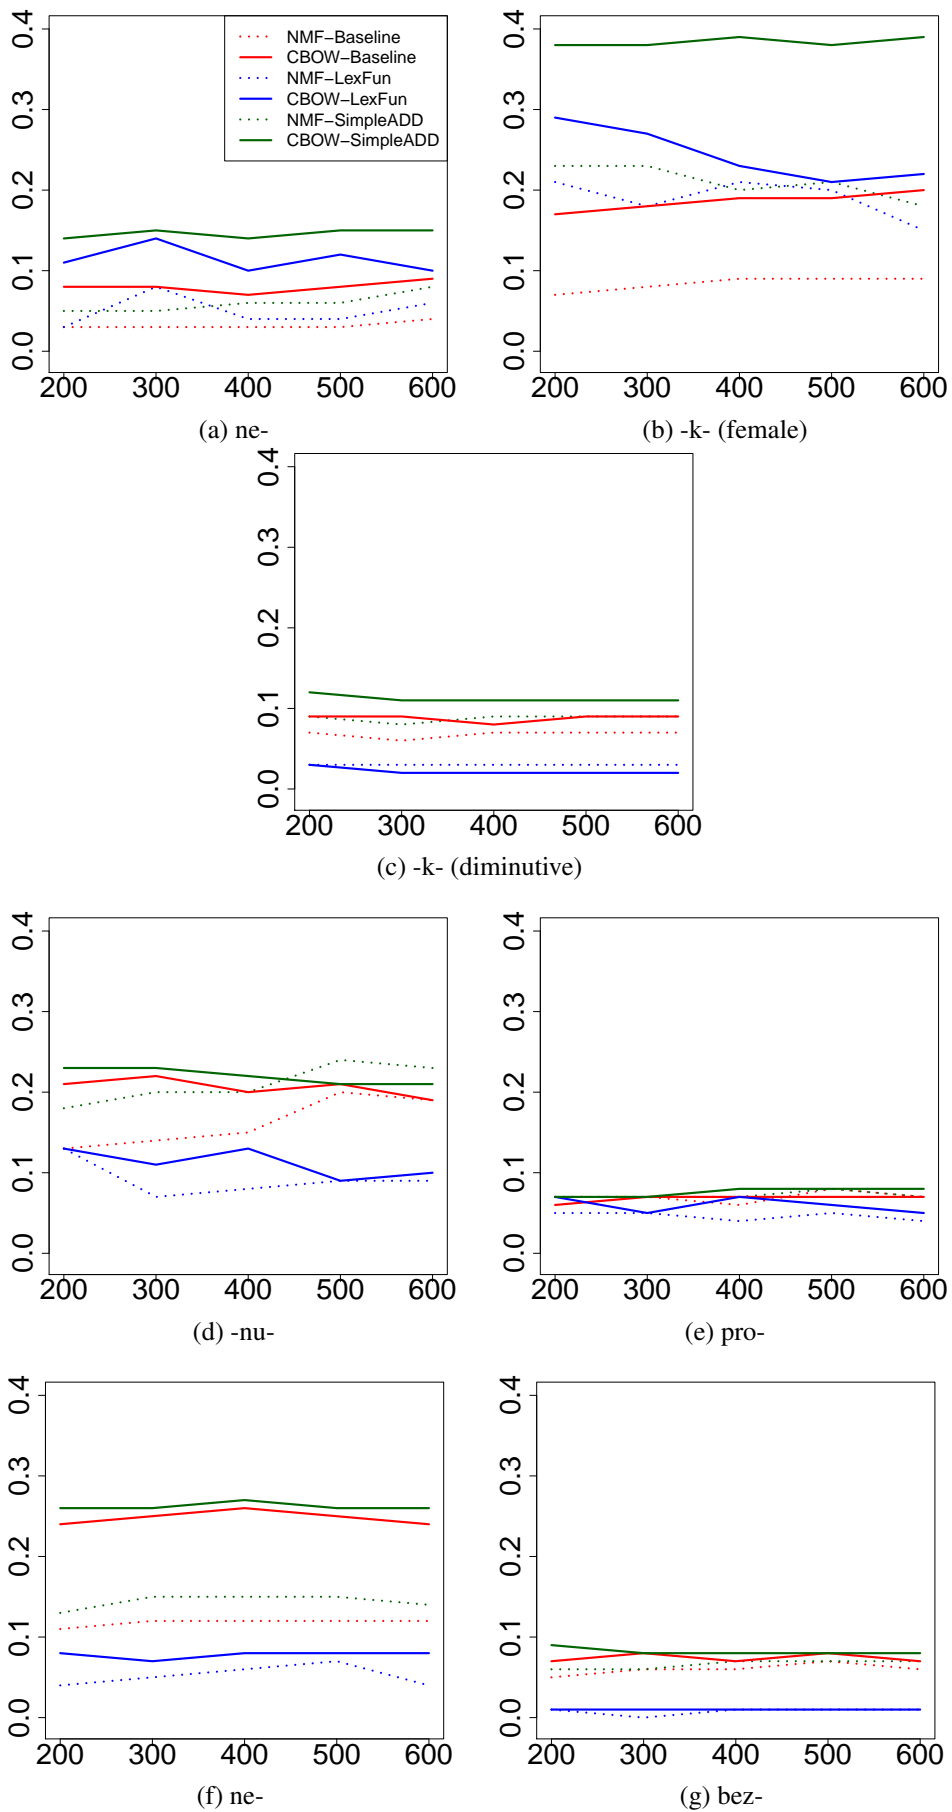 0.4
0.3
0.2
0.1
0.0
NMF−Baseline
CBOW−Baseline
NMF−LexFun
CBOW−LexFun
NMF−SimpleADD
CBOW−SimpleADD
200 300 400 500 600
(a) ne-
0.4
0.3
0.2
0.1
0.0
200 300 400 500 600
(b) -k- (female)
0.4
0.3
0.2
0.1
0.0
200 300 400 500 600
(c) -k- (diminutive)
0.4
0.3
0.2
0.1
0.0
200 300 400 500 600
(d) -nu-
0.4
0.3
0.2
0.1
0.0
200 300 400 500 600
(e) pro-
0.4
0.3
0.2
0.1
0.0
200 300 400 500 600
(f) ne-
0.4
0.3
0.2
0.1
0.0
200 300 400 500 600
(g) bez-